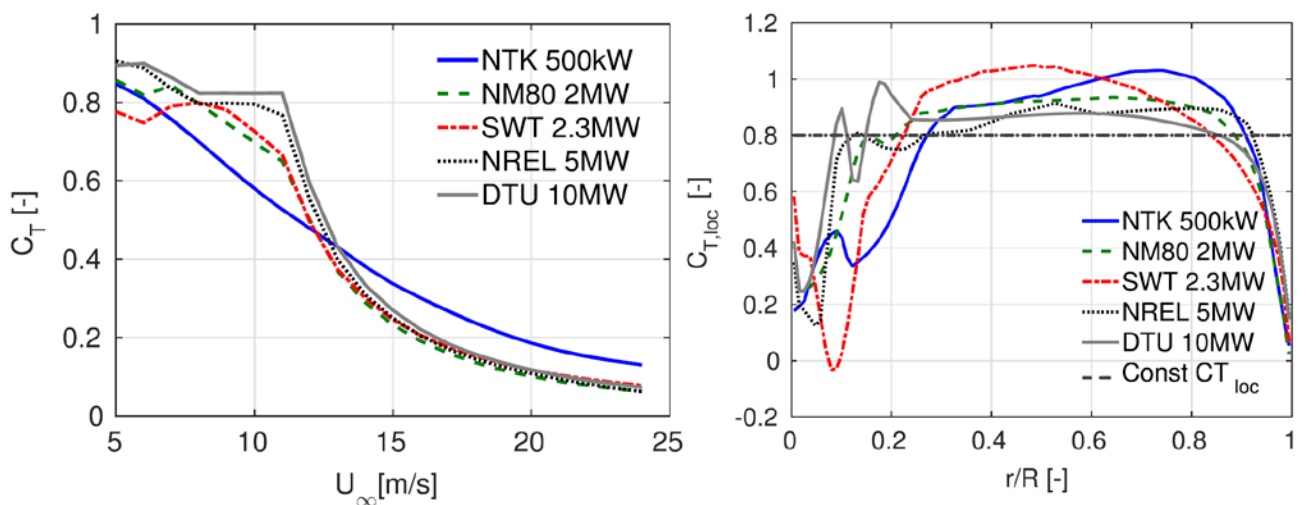 1
0.8
0.6
0.4
0.2
0
C_T [-]
5
10
15
20
25
U_∞[m/s]
NTK 500kW
NM80 2MW
SWT 2.3MW
NREL 5MW
DTU 10MW
1.2
1
0.8
0.6
0.4
0.2
0
-0.2
C_T,loc [-]
0
0.2
0.4
0.6
0.8
1
r/R [-]
NTK 500kW
NM80 2MW
SWT 2.3MW
NREL 5MW
DTU 10MW
Const CT_loc